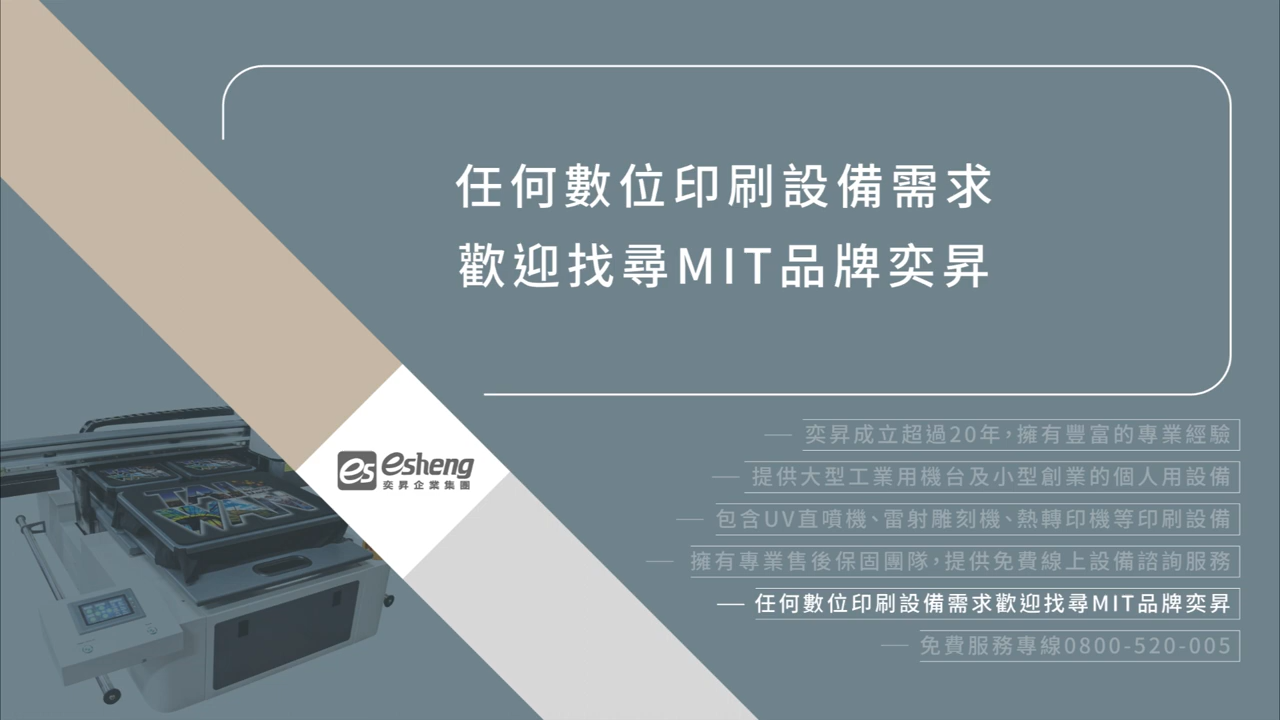 任何數位印刷設備需求
歡迎找尋MIT品牌奕昇
奕昇成立超過20年,擁有豐富的專業經驗
提供大型工業用機台及小型創業的個人用設備
es esheng
奕昇企業集團
包含UV直噴機、雷射雕刻機、熱轉印機等印刷設備
擁有專業售後保固團隊,提供免費線上設備諮詢服務
任何數位印刷設備需求歡迎找尋MIT品牌奕昇
免費服務專線0800-520-005
TAI
WAN